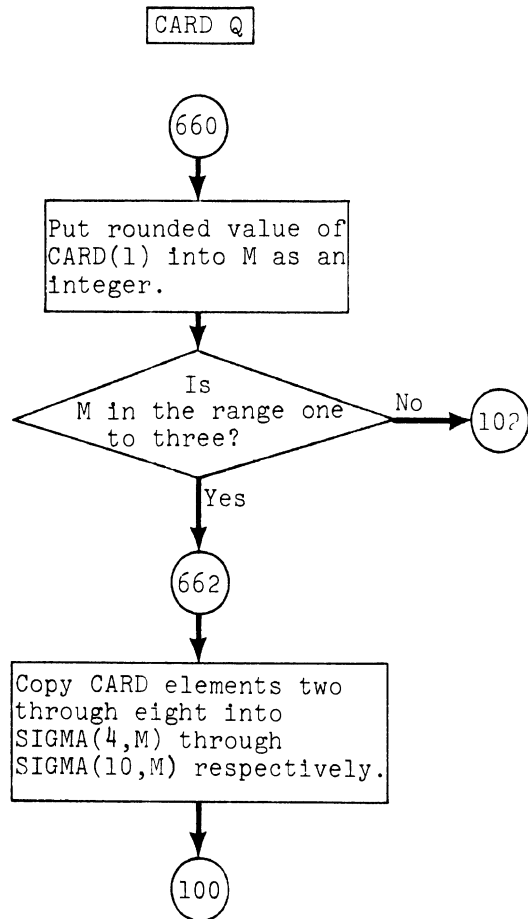 CARD Q
660
Put rounded value of
CARD(1) into M as an
integer.
Is
M in the range one
to three?
No
102
Yes
662
Copy CARD elements two
through eight into
SIGMA(4,M) through
SIGMA(10,M) respectively.
100